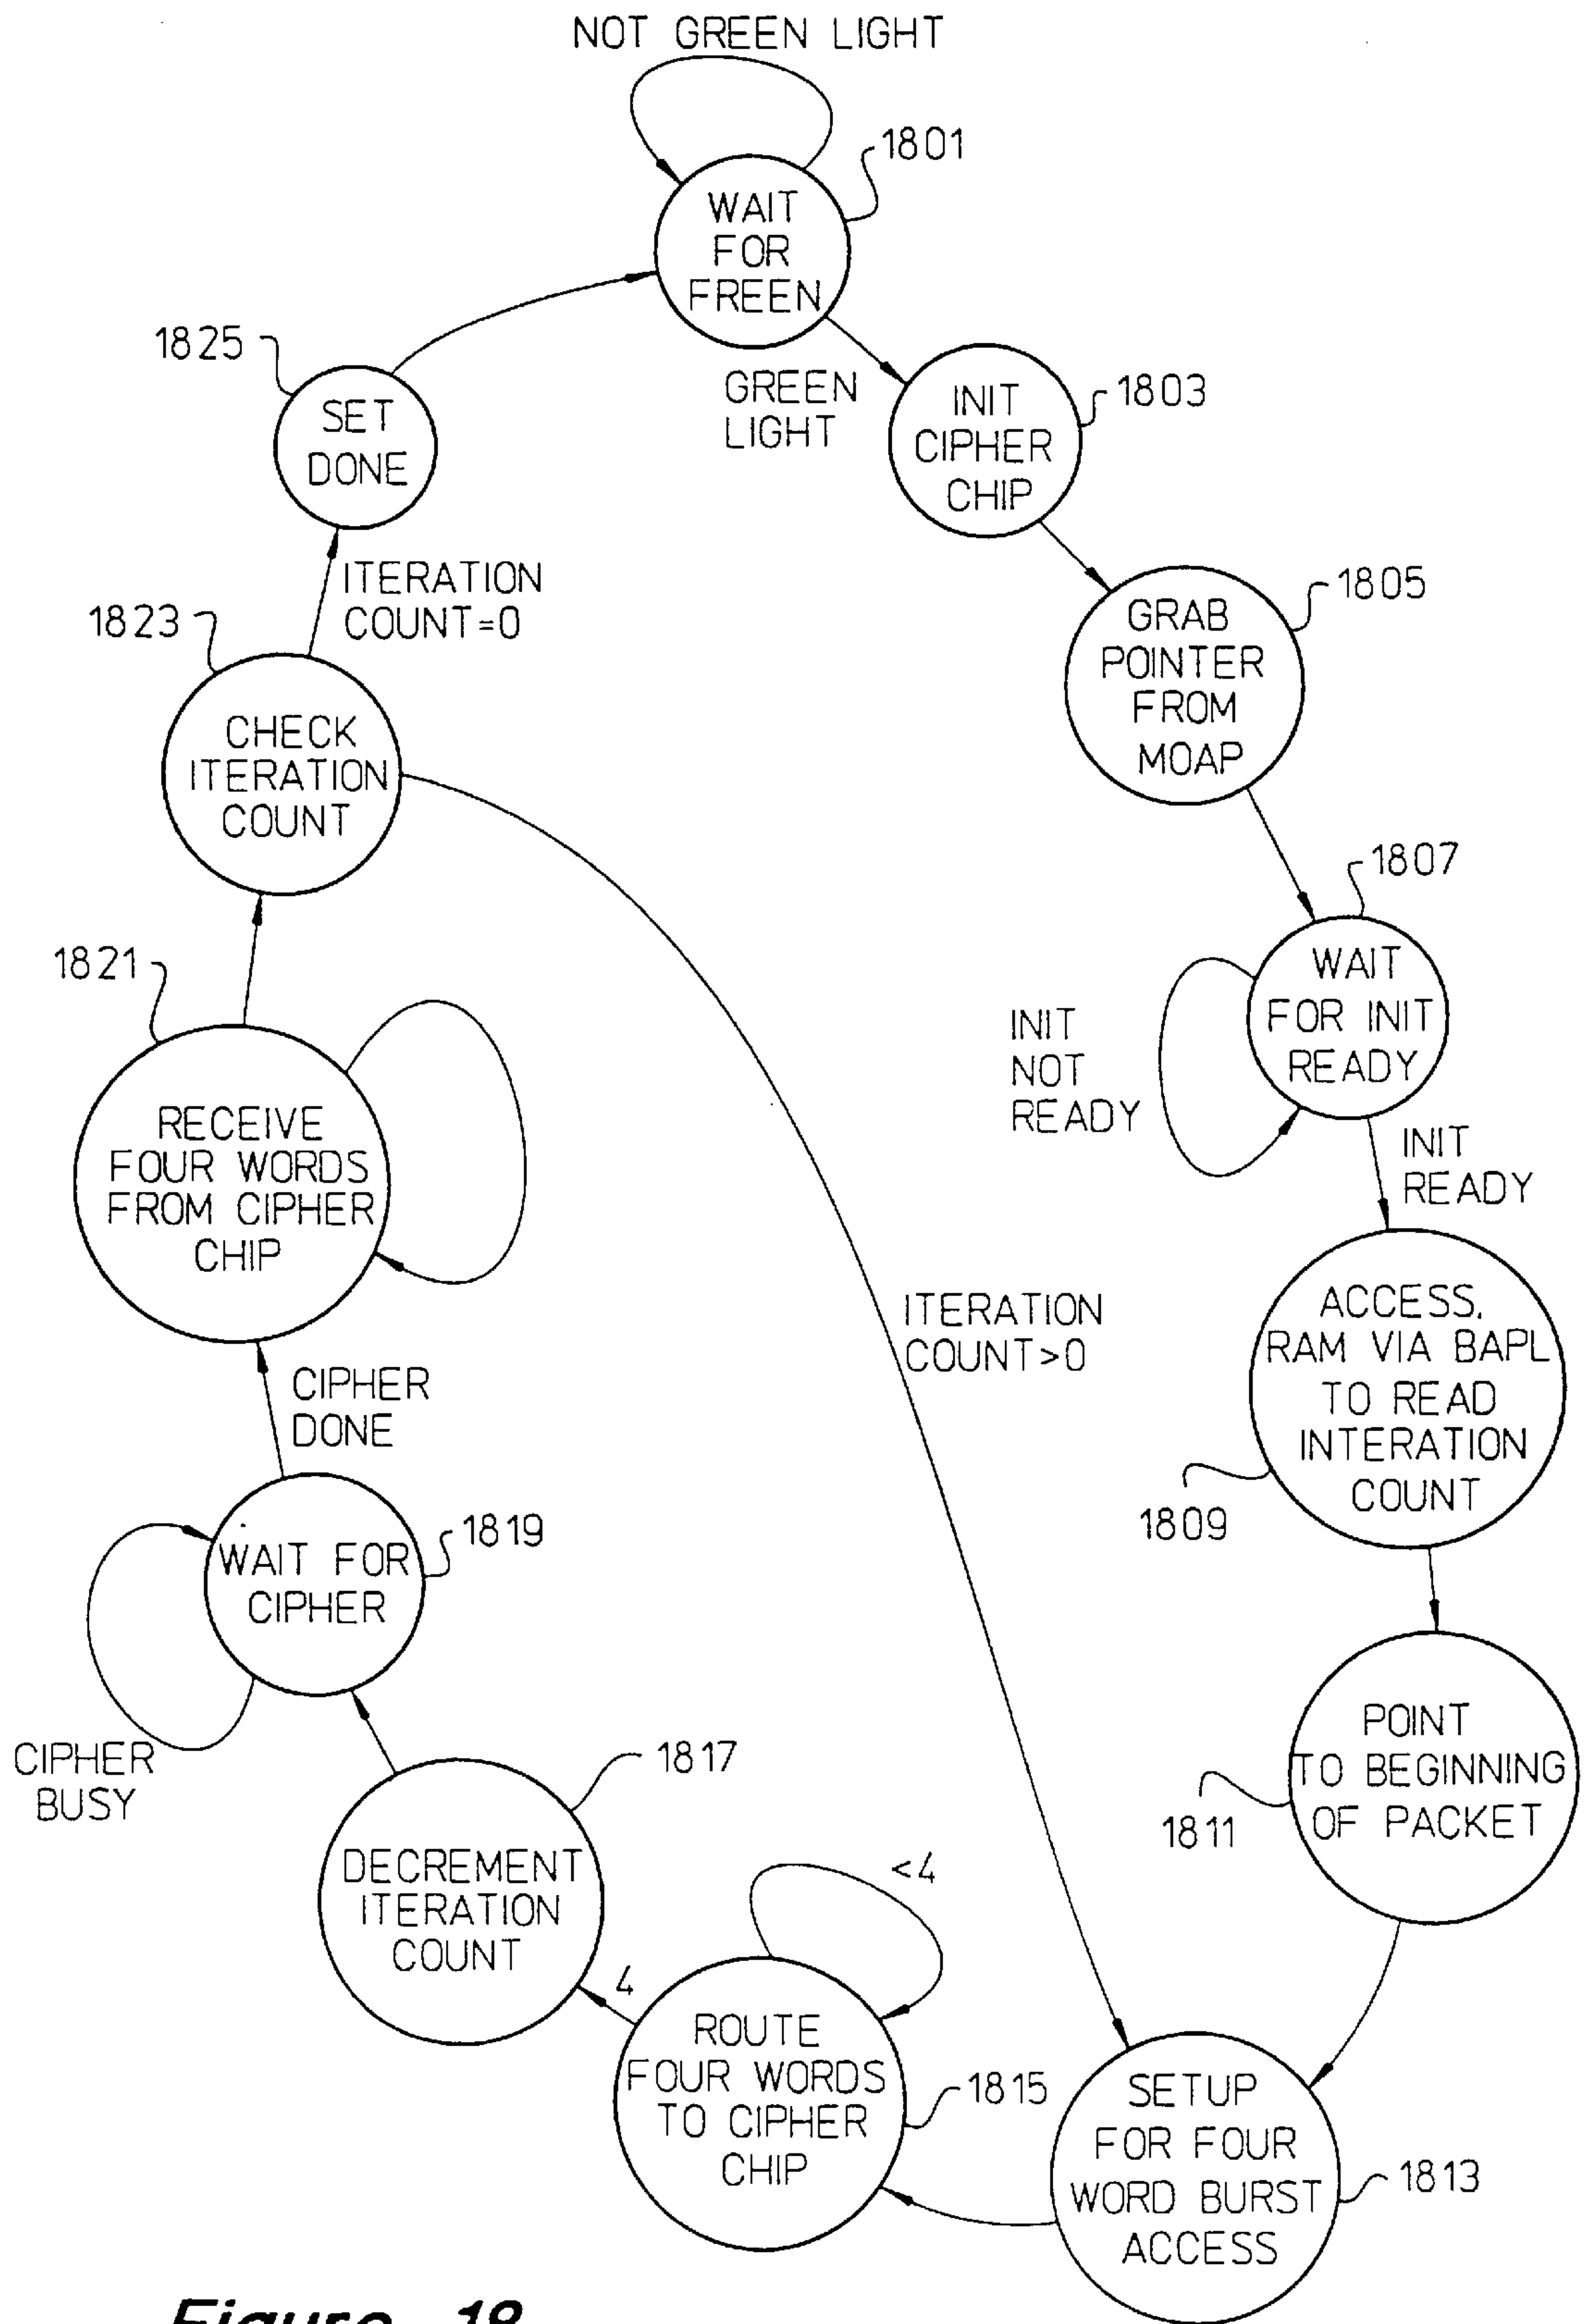 NOT GREEN LIGHT
1801
WAIT
FOR
FREEN
GREEN
LIGHT
INIT
CIPHER
CHIP
1803
GRAB
POINTER
FROM
MOAP
1805
1807
WAIT
FOR INIT
READY
INIT
NOT
READY
INIT
READY
ACCESS.
RAM VIA BAPL
TO READ
INTERATION
COUNT
1809
POINT
TO BEGINNING
OF PACKET
1811
SETUP
FOR FOUR
WORD BURST
ACCESS
1813
<4
ROUTE
FOUR WORDS
TO CIPHER
CHIP
1815
4
1817
DECREMENT
ITERATION
COUNT
1819
WAIT FOR
CIPHER
CIPHER
BUSY
CIPHER
DONE
1821
RECEIVE
FOUR WORDS
FROM CIPHER
CHIP
1823
CHECK
ITERATION
COUNT
ITERATION
COUNT>0
ITERATION
COUNT=0
1825
SET
DONE
Figure 18